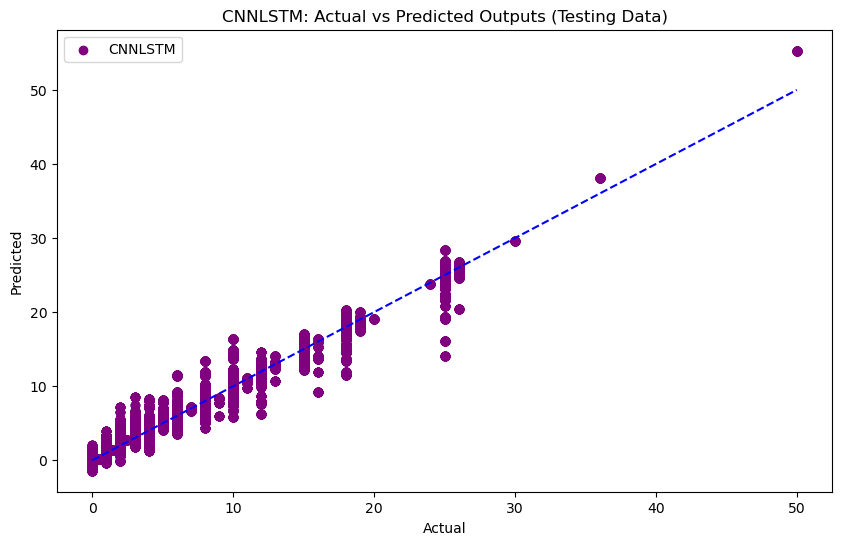 CNNLSTM: Actual vs Predicted Outputs (Testing Data)
CNNLSTM
Predicted
50
40
30
20
10
0
0 10 20 30 40 50
Actual